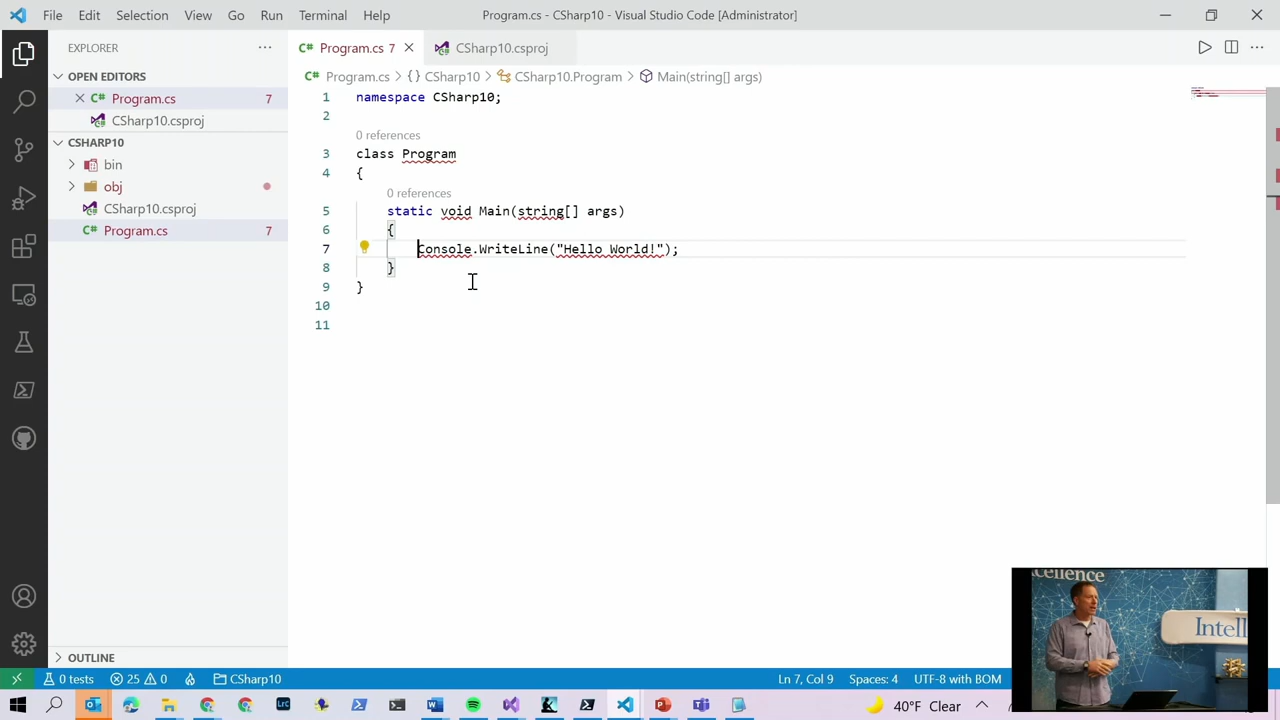 File Edit Selection View Go Run Terminal Help
Program.cs - CSharp10 - Visual Studio Code [Administrator]
EXPLORER
Program.cs 7
CSharp10.csproj
OPEN EDITORS
Program.cs > {} CSharp10 > CSharp10.Program > Main(string[] args)
Program.cs 7
CSharp10.csproj
CSHARP10
bin
obj
CSharp10.csproj
Program.cs 7
1 namespace CSharp10;
2
0 references
3 class Program
4 {
0 references
5 static void Main(string[] args)
6 {
7 Console.WriteLine("Hello World!");
8 }
9 }
10
11
OUTLINE
0 tests 25 0 CSharp10
Ln 7, Col 9 Spaces: 4 UTF-8 with BOM
40°F Clear